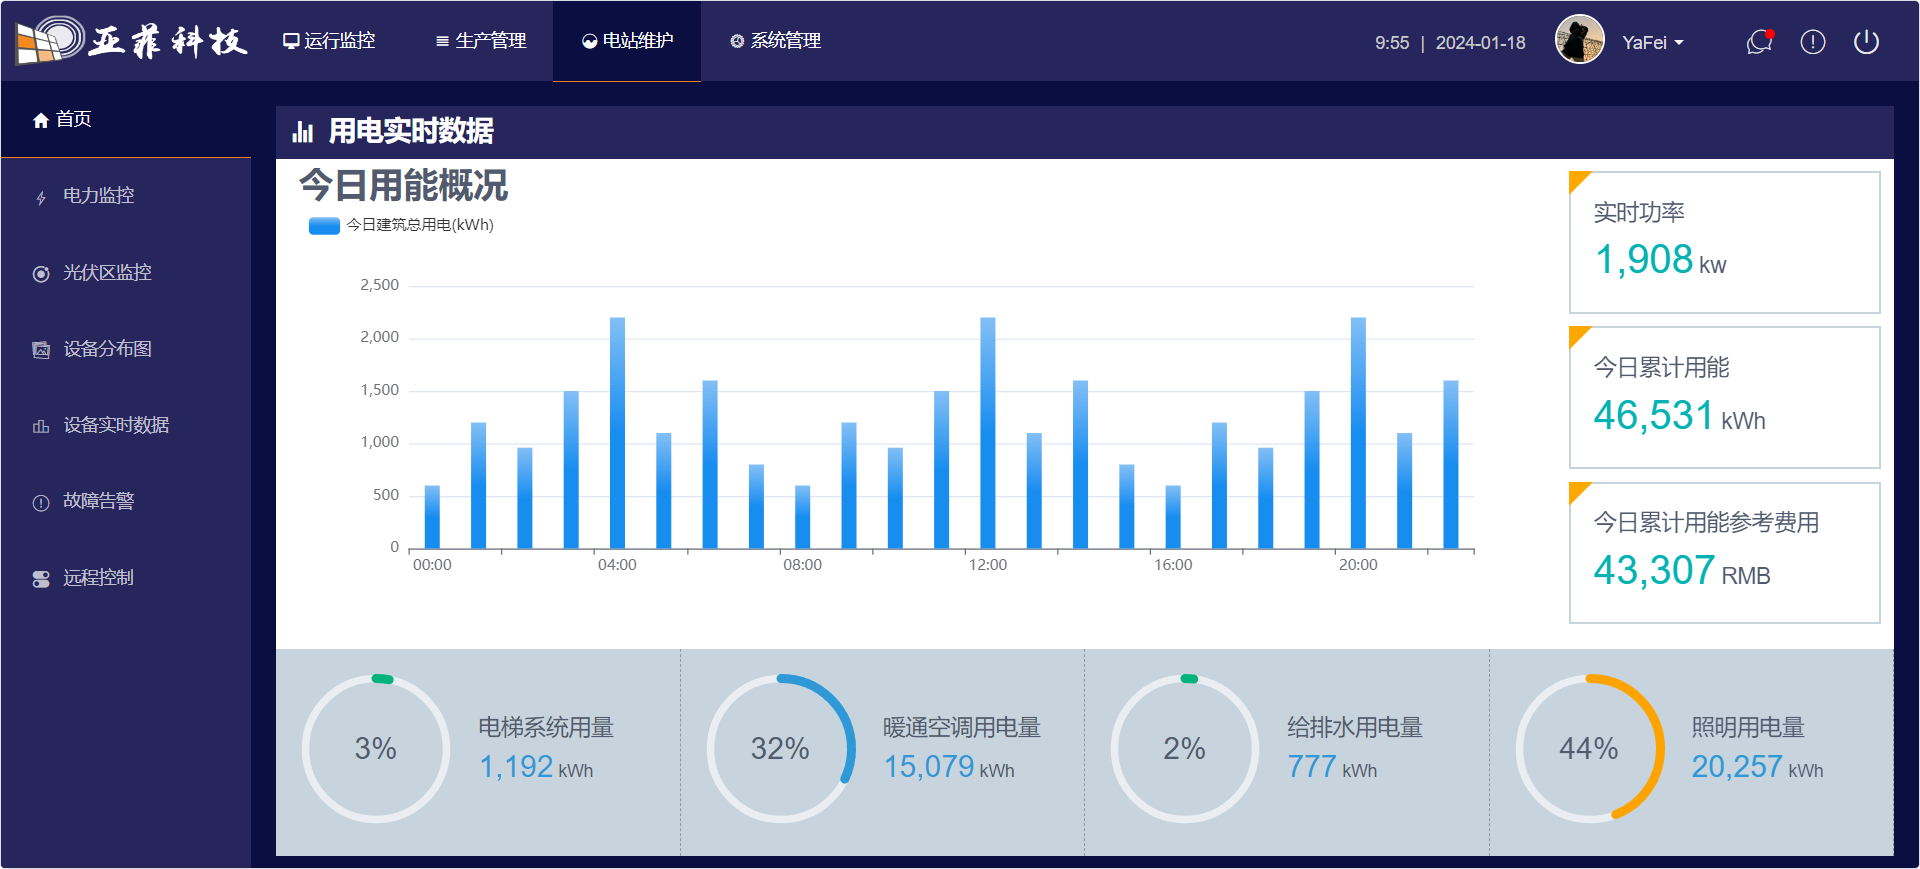 亚菲科技
运行监控
生产管理
电站维护
系统管理
9:55 | 2024-01-18
YaFei
首页
电力监控
光伏区监控
设备分布图
设备实时数据
故障告警
远程控制
用电实时数据
今日用能概况
今日建筑总用电(kWh)
2,500
2,000
1,500
1,000
500
0
00:00
04:00
08:00
12:00
16:00
20:00
实时功率
1,908 kw
今日累计用能
46,531 kWh
今日累计用能参考费用
43,307 RMB
3%
电梯系统用量
1,192 kWh
32%
暖通空调用电量
15,079 kWh
2%
给排水用电量
777 kWh
44%
照明用电量
20,257 kWh